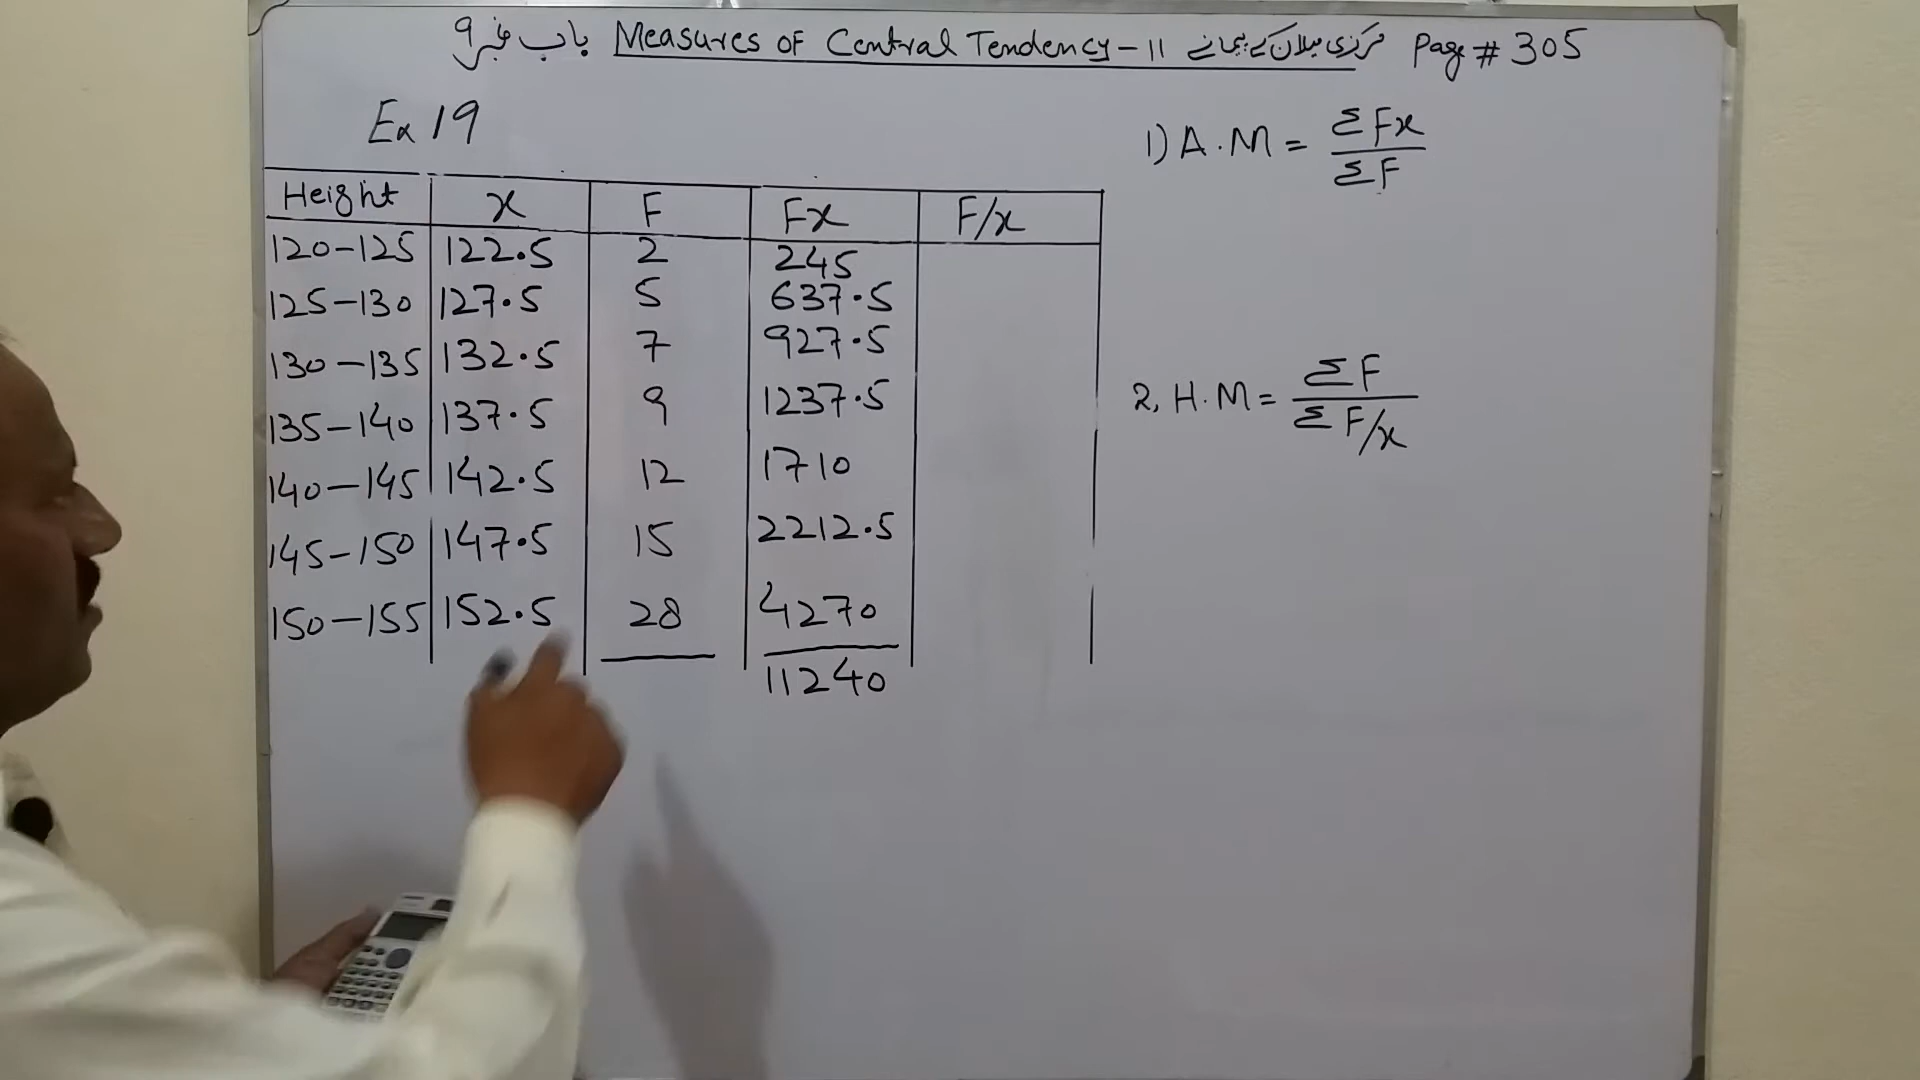 باب نمبر 9 Measures OF Central Tendency - 11 مرکزی میلان کے پیمانے Page # 305
Ex 19
Height x F Fx F/x
120-125 122.5 2 245
125-130 127.5 5 637.5
130-135 132.5 7 927.5
135-140 137.5 9 1237.5
140-145 142.5 12 1710
145-150 147.5 15 2212.5
150-155 152.5 28 4270
11240
1) A.M = ΣFx
ΣF
2, H.M = ΣF
ΣF/x